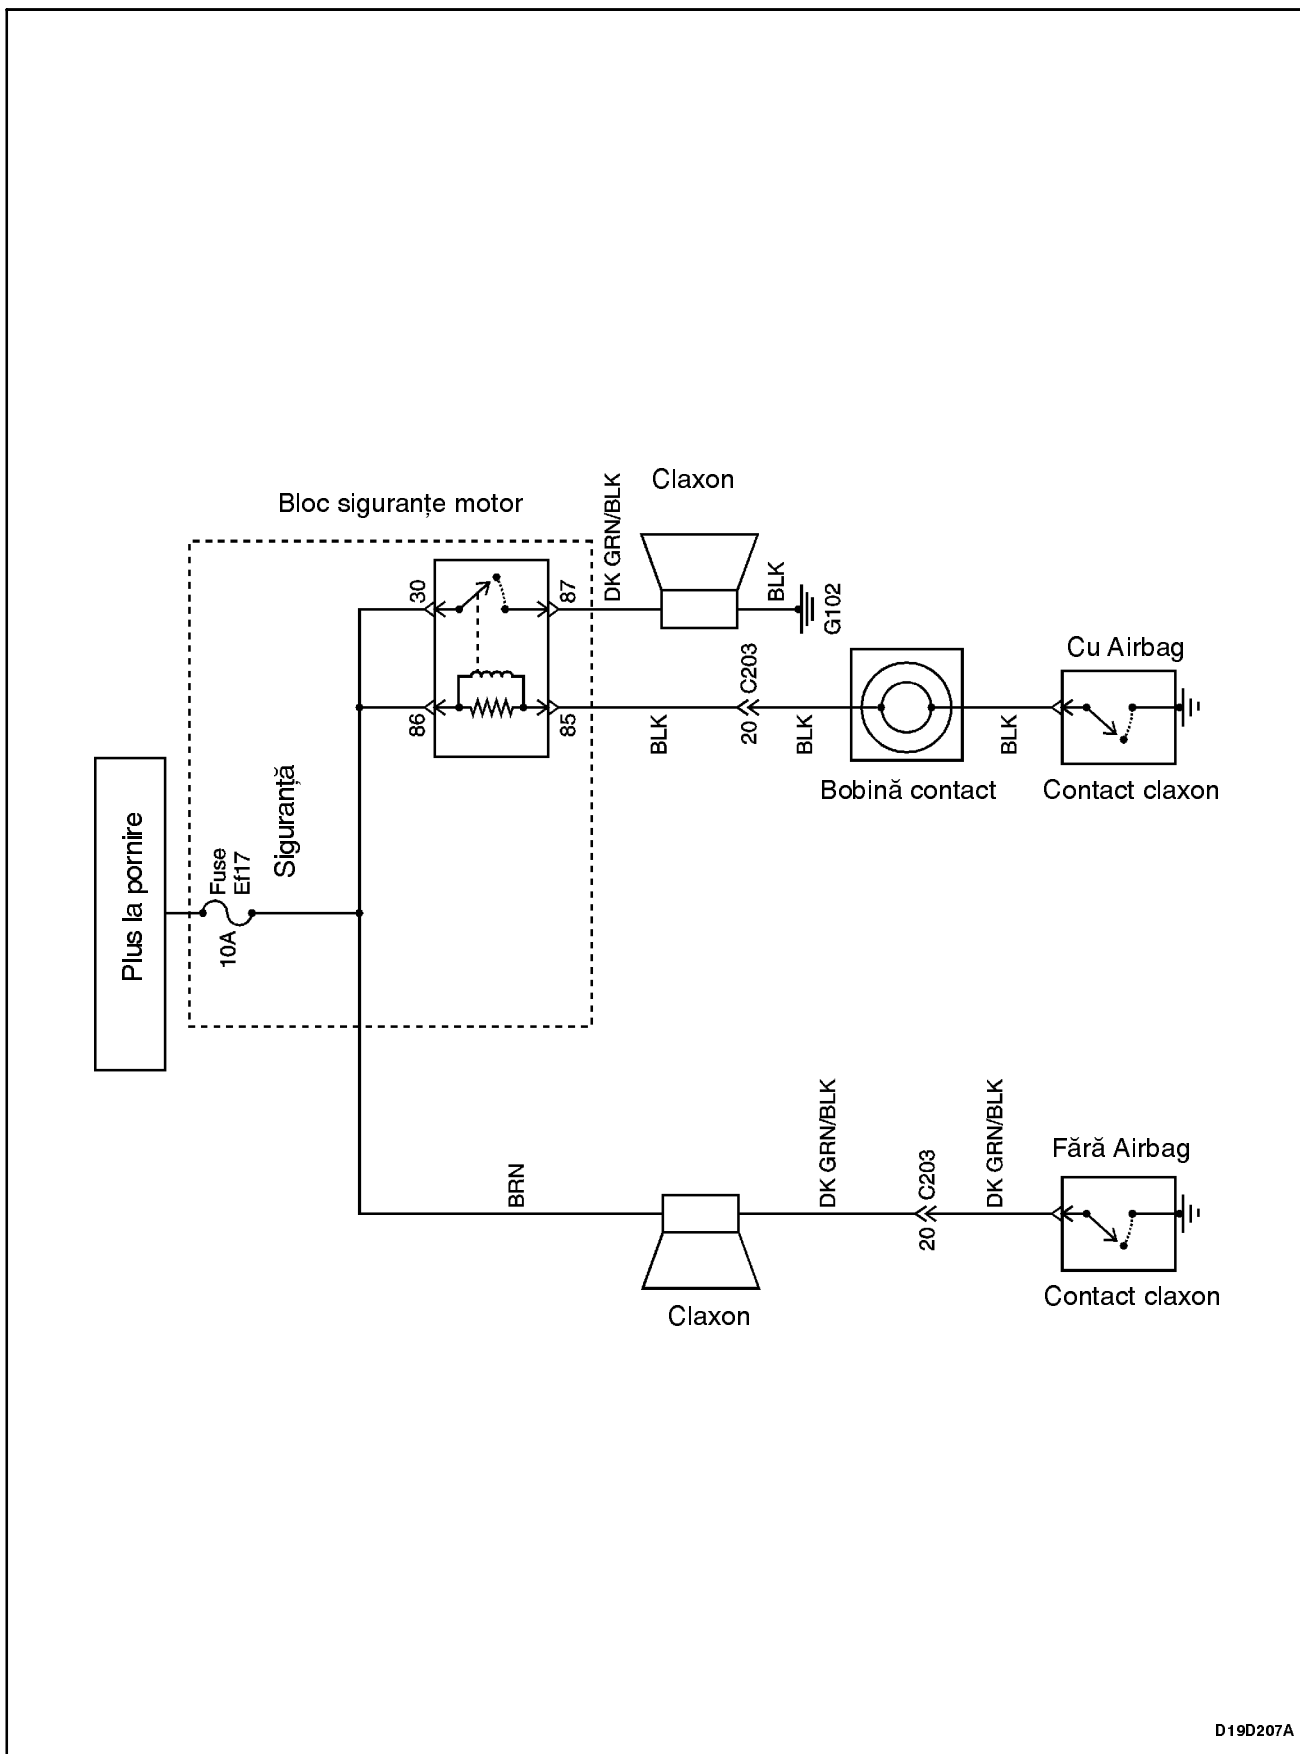 Claxon
Bloc siguranțe motor
DK GRN/BLK
30
87
BLK
G102
Cu Airbag
C203
86
85
BLK
20
BLK
BLK
Bobină contact
Contact claxon
Plus la pornire
Fuse
Ef17
Siguranță
10A
DK GRN/BLK
DK GRN/BLK
Fără Airbag
BRN
C203
20
Contact claxon
Claxon
D19D207A